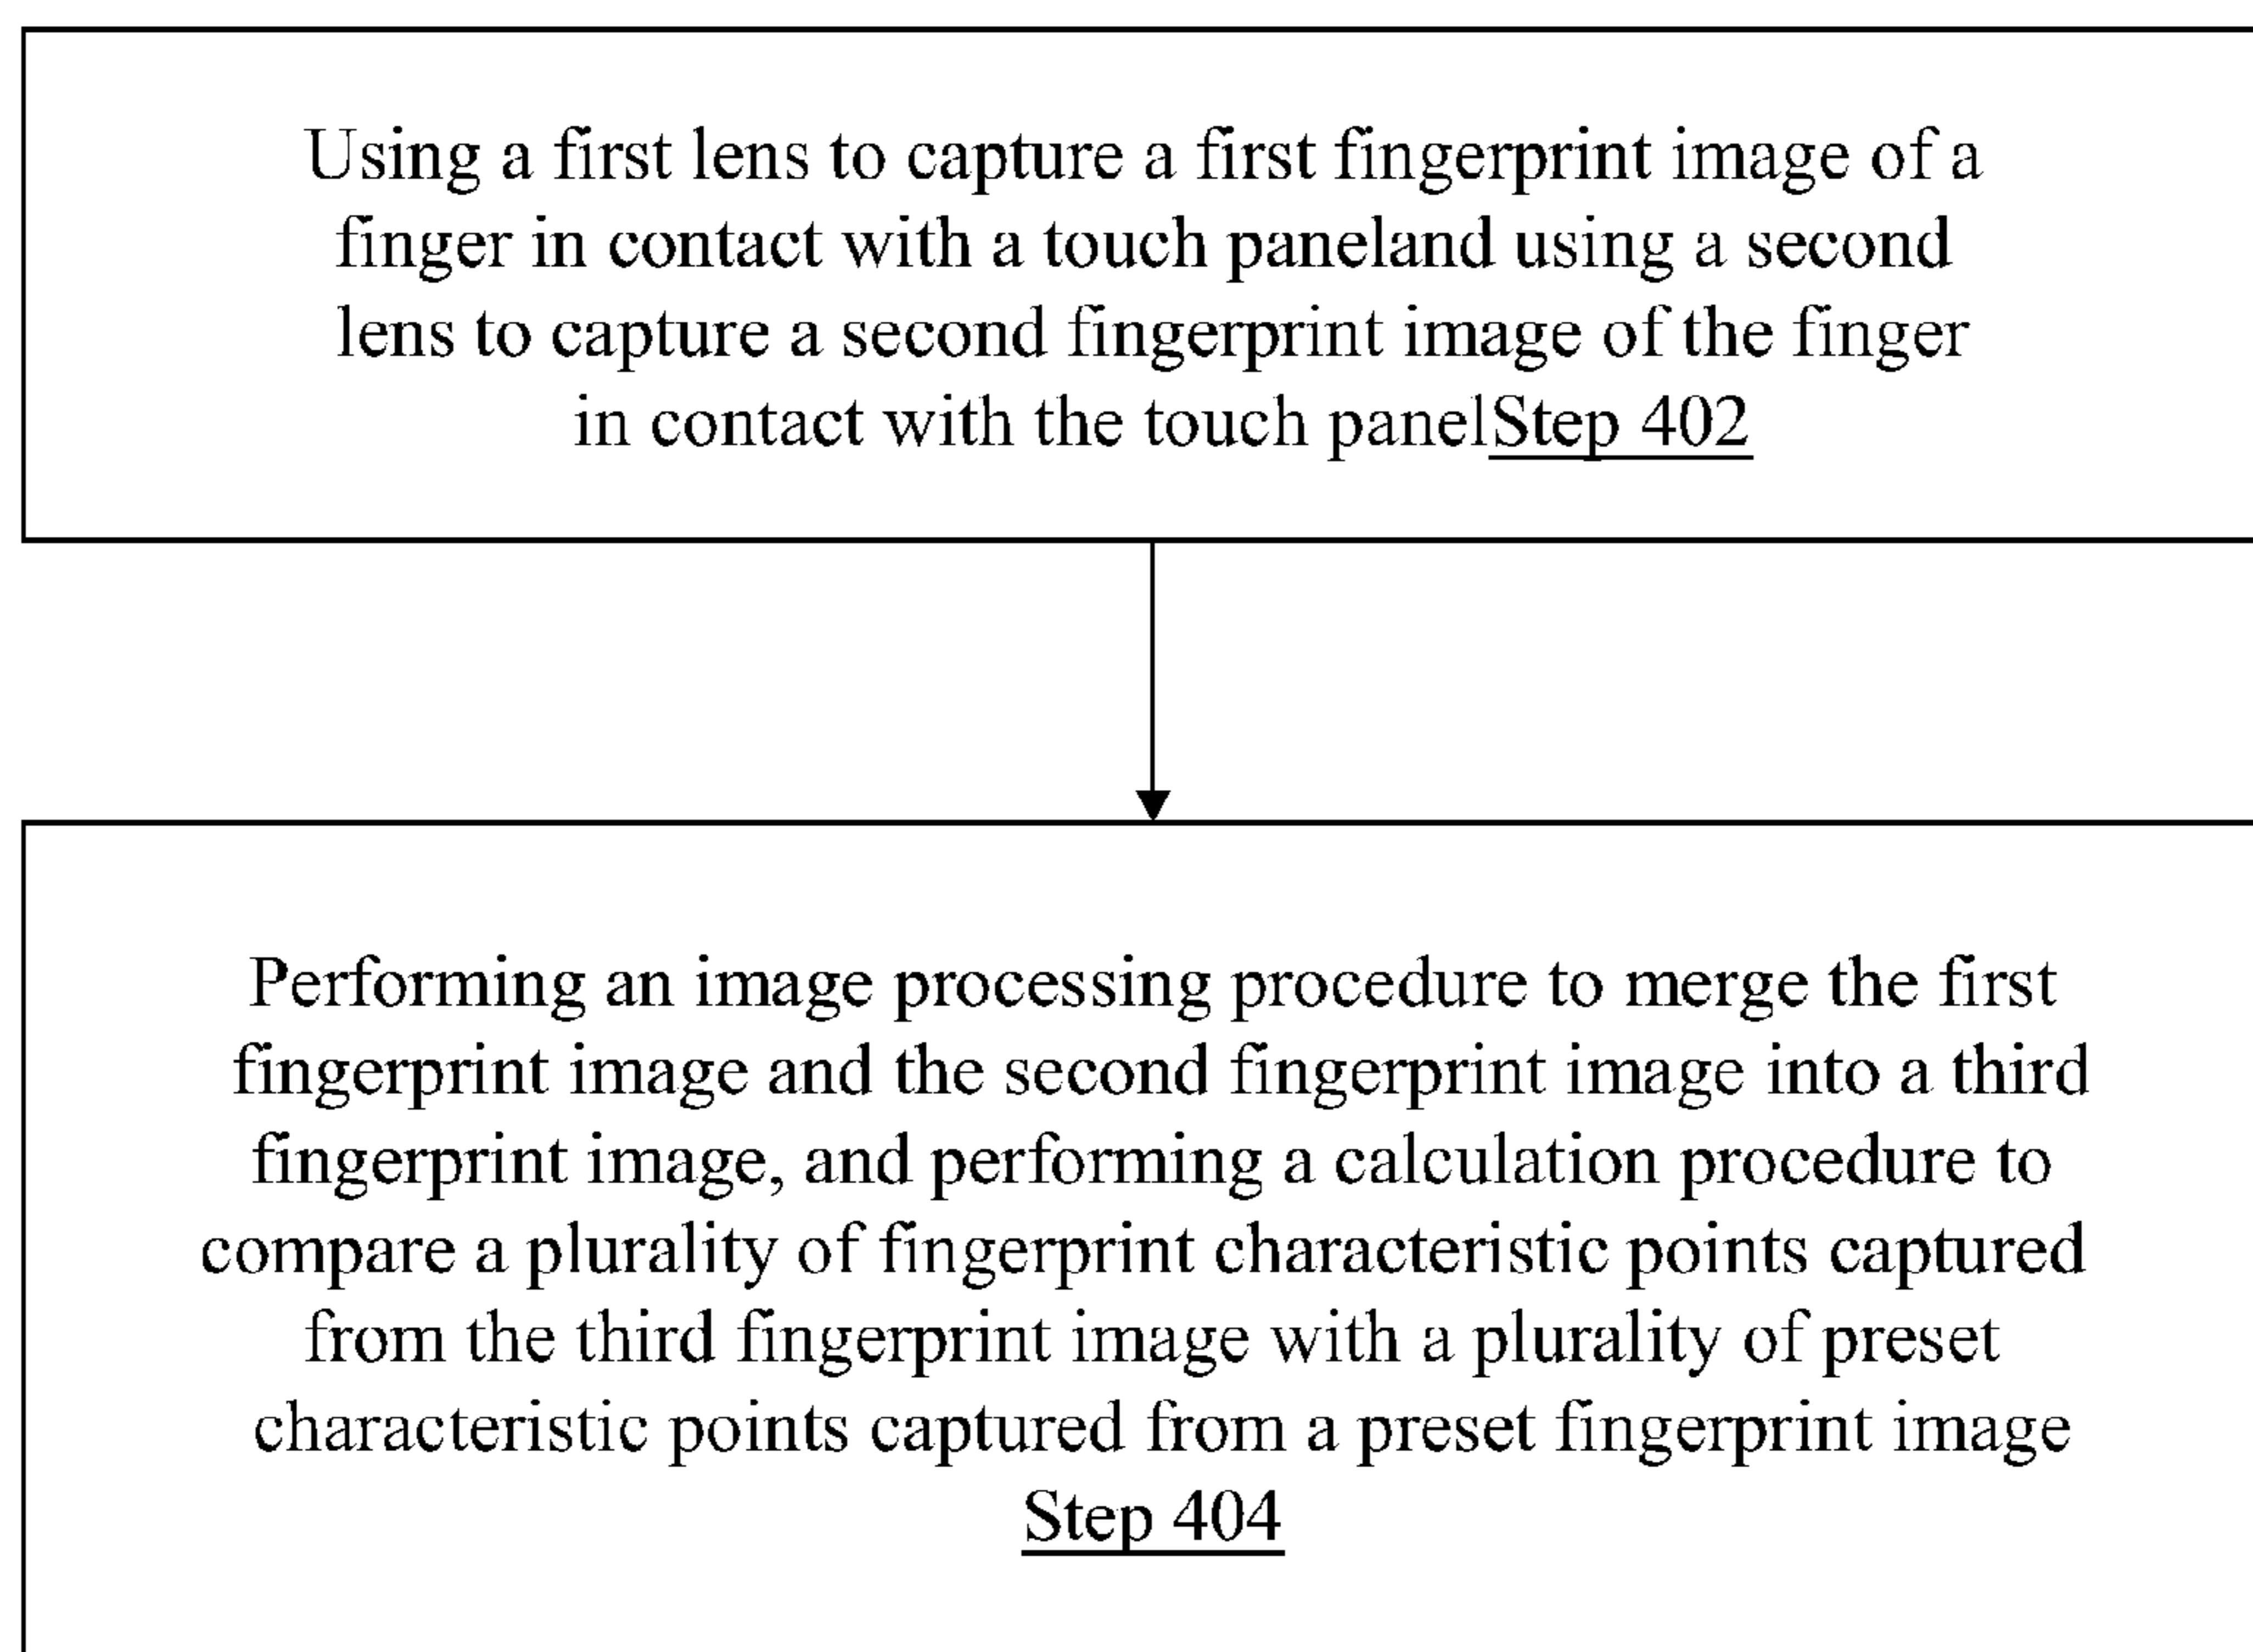 Using a first lens to capture a first fingerprint image of a
finger in contact with a touch paneland using a second
lens to capture a second fingerprint image of the finger
in contact with the touch panelStep 402
Performing an image processing procedure to merge the first
fingerprint image and the second fingerprint image into a third
fingerprint image, and performing a calculation procedure to
compare a plurality of fingerprint characteristic points captured
from the third fingerprint image with a plurality of preset
characteristic points captured from a preset fingerprint image
Step 404